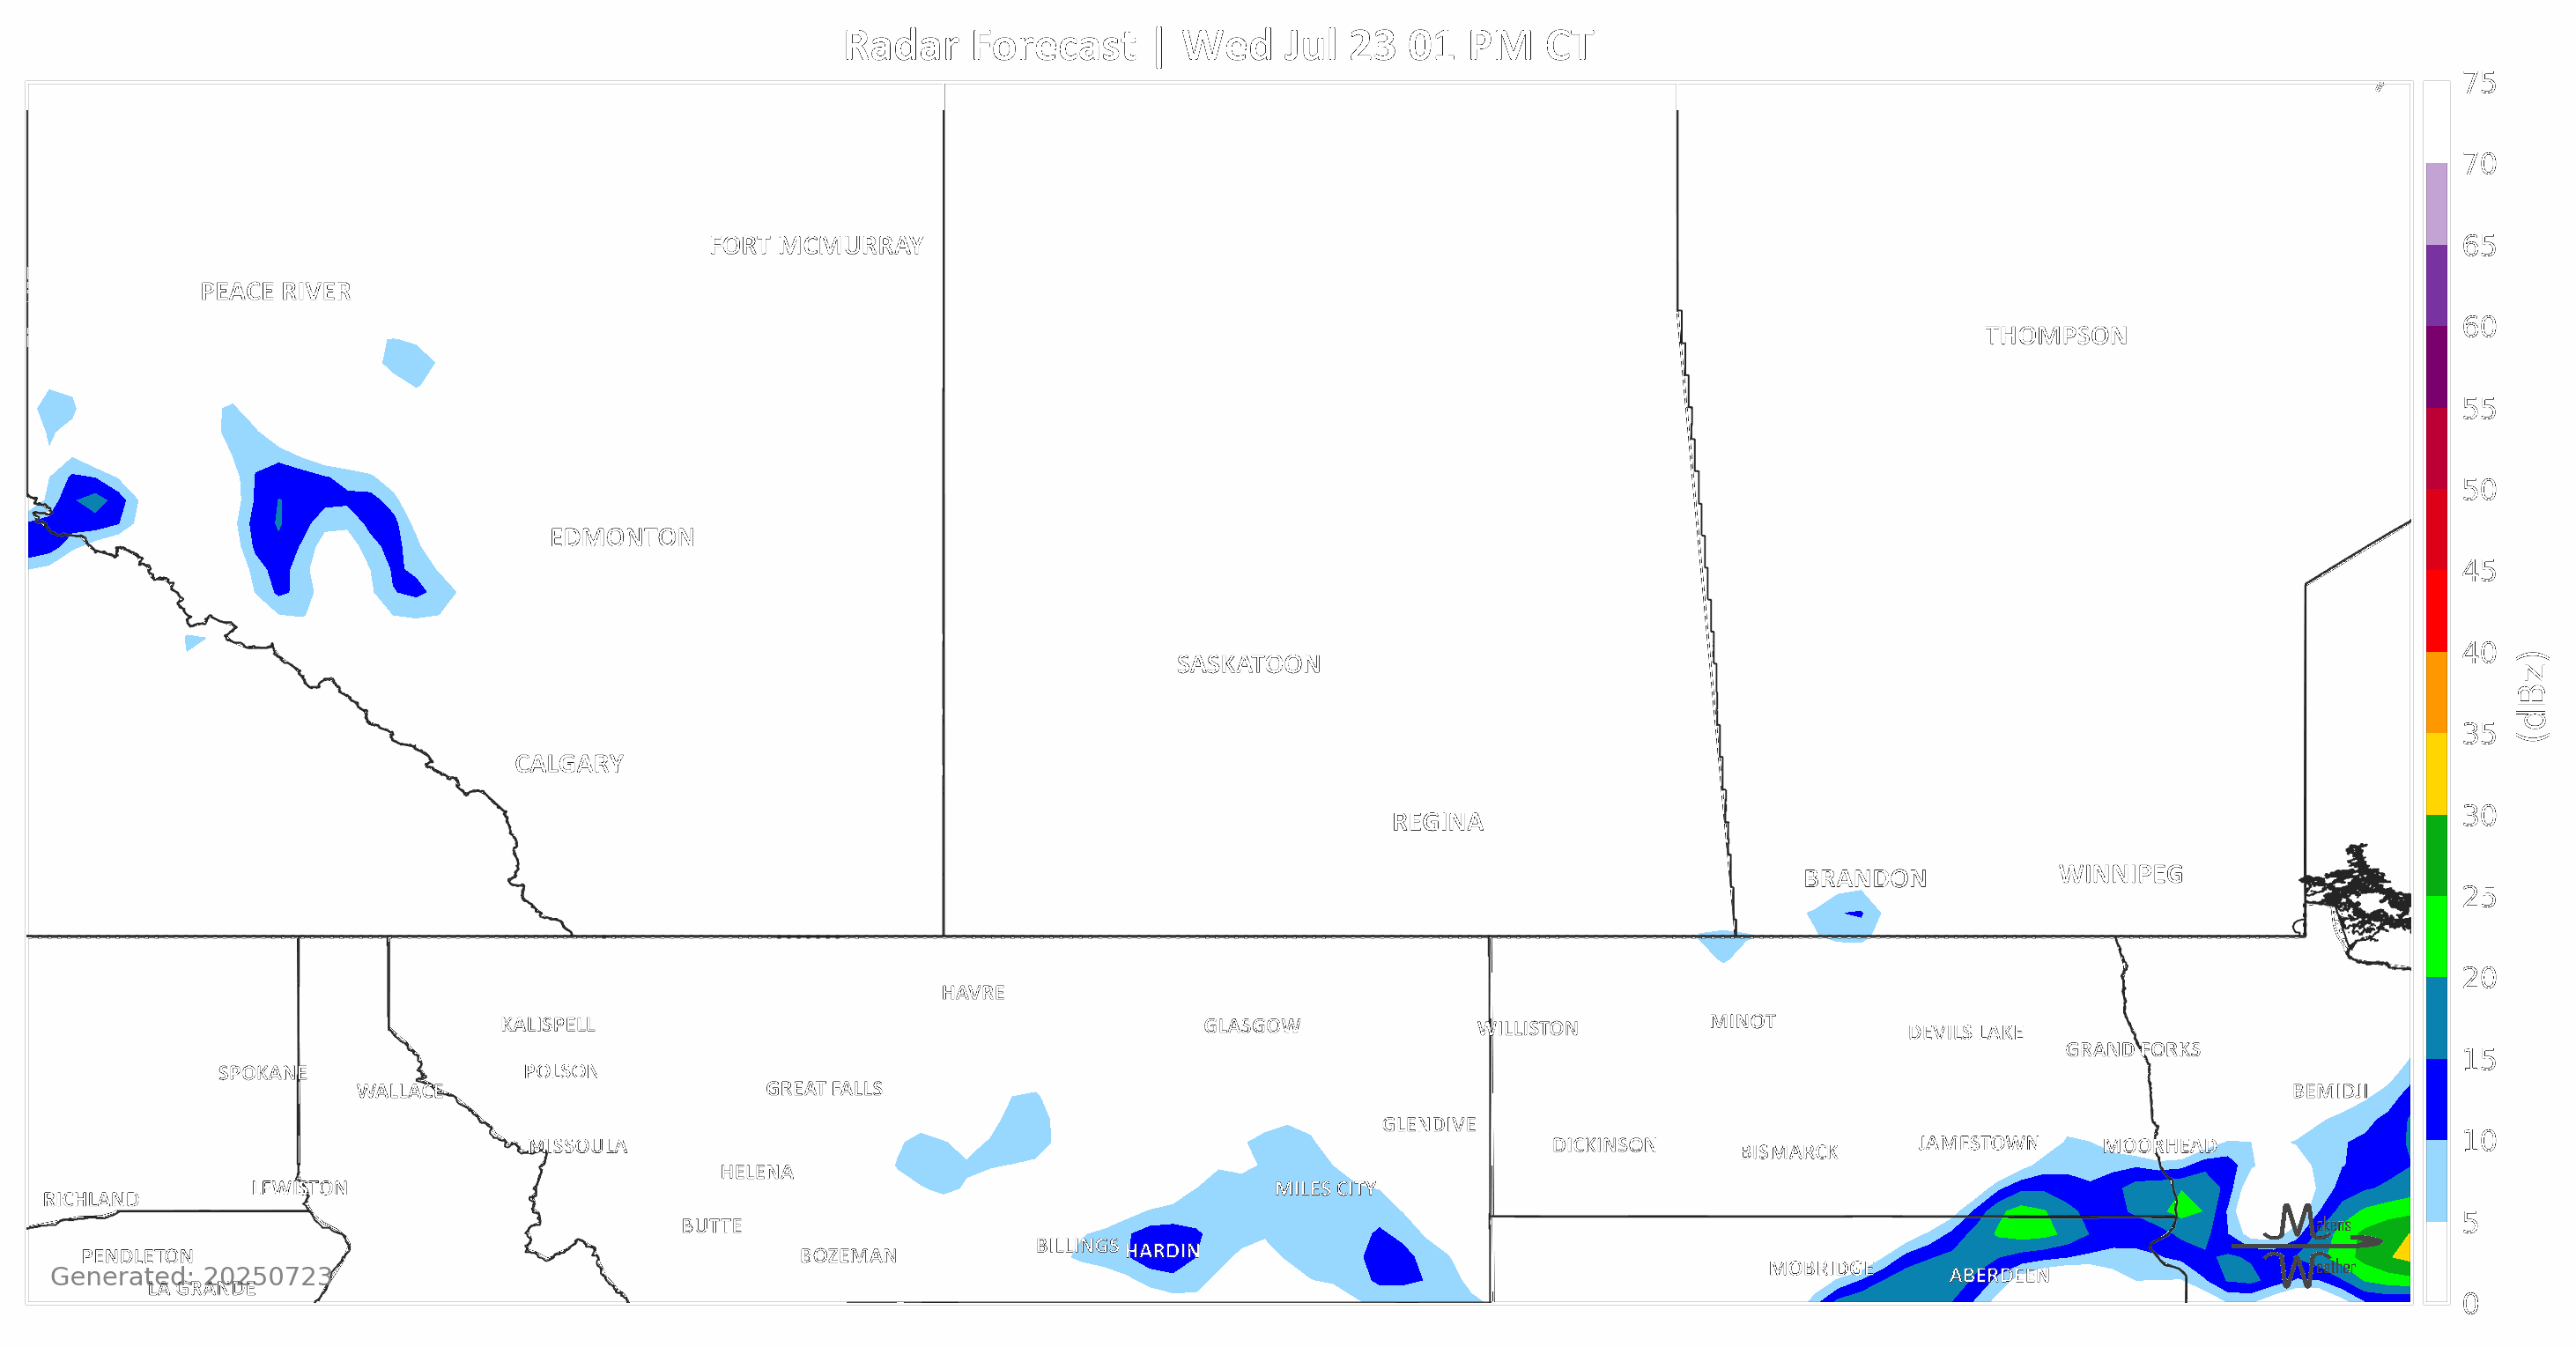 Radar Forecast | Wed Jul 23 01 PM CT
75
70
FORT MCMURRAY
65
PEACE RIVER
60
THOMPSON
55
50
EDMONTON
45
40
SASKATOON
(dBz)
35
CALGARY
30
REGINA
BRANDON
WINNIPEG
25
20
HAVRE
KALISPELL
GLASGOW
WILLISTON
MINOT
DEVILS LAKE
GRAND FORKS
15
SPOKANE
POLSON
WALLACE
GREAT FALLS
BEMIDJI
GLENDIVE
10
MISSOULA
DICKINSON
BISMARCK
JAMESTOWN
MOORHEAD
HELENA
RICHLAND
LEWISTON
MILES CITY
BUTTE
5
Makens
PENDLETON
BOZEMAN
BILLINGS
HARDIN
Weather
MOBRIDGE
ABERDEEN
Generated: 20250723
LA GRANDE
0